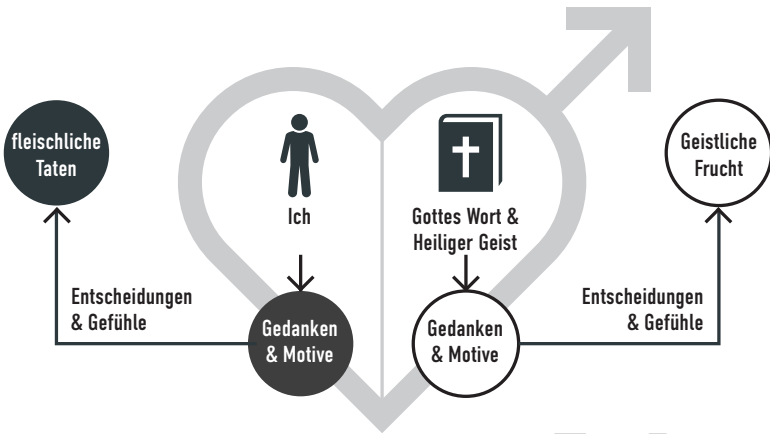 fleischliche
Taten
Ich
Gottes Wort &
Heiliger Geist
Geistliche
Frucht
Entscheidungen
& Gefühle
Gedanken
& Motive
Gedanken
& Motive
Entscheidungen
& Gefühle